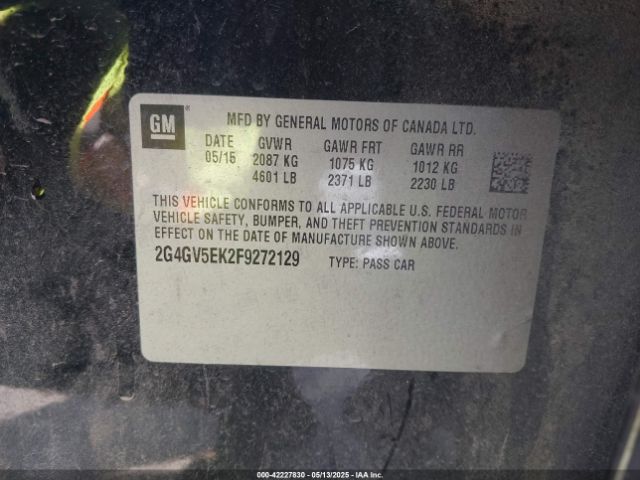 GM
MFD BY GENERAL MOTORS OF CANADA LTD.
DATE GVWR GAWR FRT GAWR RR
05/15 2087 KG 1075 KG 1012 KG
4601 LB 2371 LB 2230 LB
THIS VEHICLE CONFORMS TO ALL APPLICABLE U.S. FEDERAL MOTOR
VEHICLE SAFETY, BUMPER, AND THEFT PREVENTION STANDARDS IN
EFFECT ON THE DATE OF MANUFACTURE SHOWN ABOVE.
2G4GV5EK2F9272129 TYPE: PASS CAR
000-42227830 - 05/13/2025 - IAA Inc.